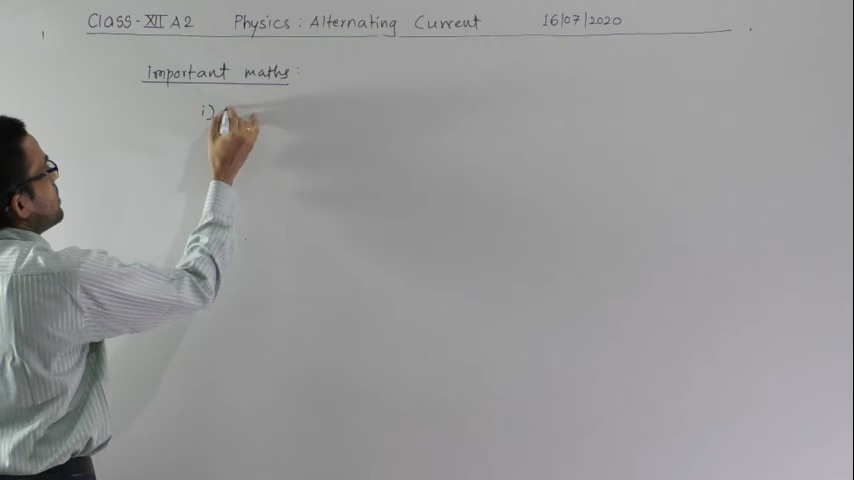 Class-XII A2 Physics : Alternating Current 16/07/2020
Important maths :
i)